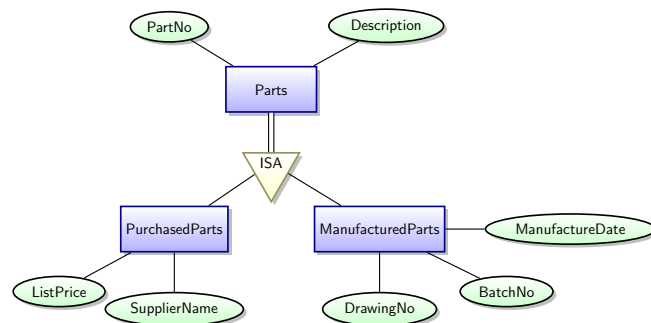 PartNo
Description
Parts
ISA
PurchasedParts
ManufacturedParts
ManufactureDate
ListPrice
SupplierName
DrawingNo
BatchNo